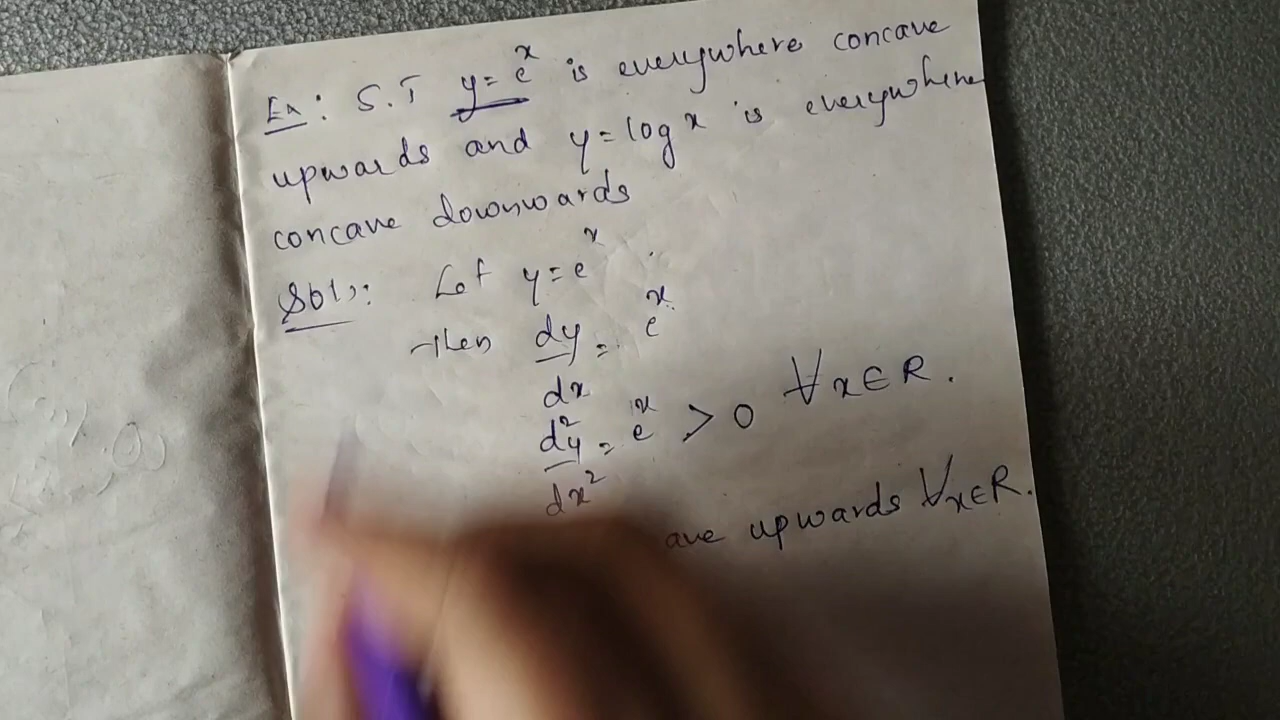 Ex: S.T y = e^x is everywhere concave
upwards and y = log x is everywhere
concave downwards
Soln: Let y = e^x
then dy/dx = e^x
d²y/dx² = e^x > 0 ∀ x ∈ R.
ave upwards ∀ x ∈ R.